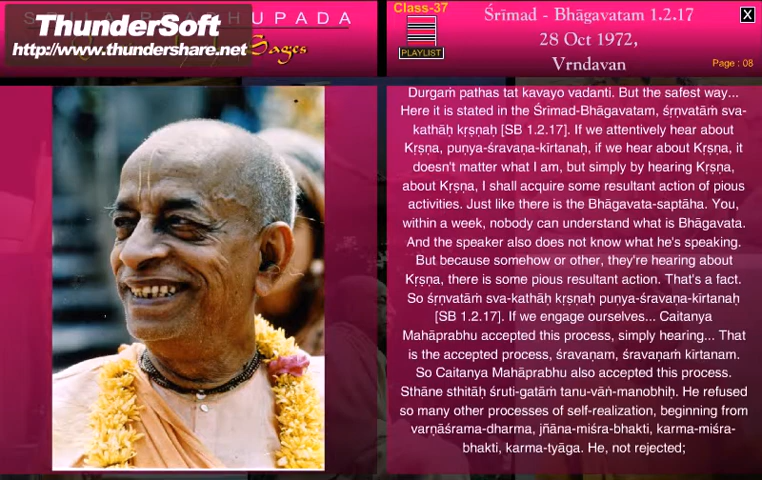 S R I L A P R A B H U P A D A
ThunderSoft
http://www.thundershare.net
Sages
Class-37
PLAYLIST
Śrīmad - Bhāgavatam 1.2.17
28 Oct 1972,
Vrndavan
X
Page : 08
Durgaṁ pathas tat kavayo vadanti. But the safest way...
Here it is stated in the Śrīmad-Bhāgavatam, śṛṇvatāṁ sva-
kathāḥ kṛṣṇaḥ [SB 1.2.17]. If we attentively hear about
Kṛṣṇa, puṇya-śravaṇa-kīrtanaḥ, if we hear about Kṛṣṇa, it
doesn't matter what I am, but simply by hearing Kṛṣṇa,
about Kṛṣṇa, I shall acquire some resultant action of pious
activities. Just like there is the Bhāgavata-saptāha. You,
within a week, nobody can understand what is Bhāgavata.
And the speaker also does not know what he's speaking.
But because somehow or other, they're hearing about
Kṛṣṇa, there is some pious resultant action. That's a fact.
So śṛṇvatāṁ sva-kathāḥ kṛṣṇaḥ puṇya-śravaṇa-kīrtanaḥ
[SB 1.2.17]. If we engage ourselves... Caitanya
Mahāprabhu accepted this process, simply hearing... That
is the accepted process, śravaṇam, śravaṇaṁ kīrtanam.
So Caitanya Mahāprabhu also accepted this process.
Sthāne sthitāḥ śruti-gatāṁ tanu-vāṅ-manobhiḥ. He refused
so many other processes of self-realization, beginning from
varṇāśrama-dharma, jñāna-miśra-bhakti, karma-miśra-
bhakti, karma-tyāga. He, not rejected;